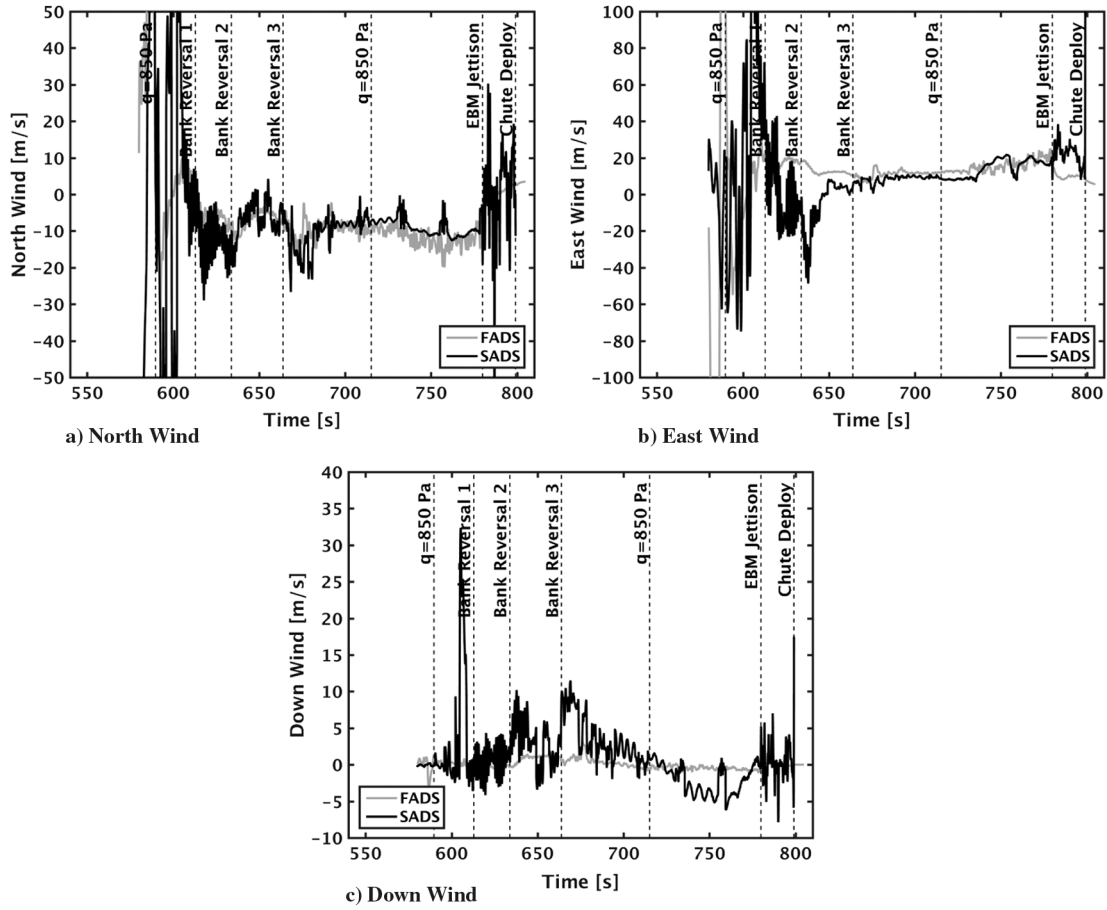 50
40
30
20
10
0
-10
-20
-30
-40
-50
North Wind [m/s]
q=850 Pa
Bank Reversal 1
Bank Reversal 2
Bank Reversal 3
q=850 Pa
EBM Jettison
Chute Deploy
FADS
SADS
550 600 650 700 750 800
Time [s]
a) North Wind
100
80
60
40
20
0
-20
-40
-60
-80
-100
East Wind [m/s]
q=850 Pa
Bank Reversal 1
Bank Reversal 2
Bank Reversal 3
q=850 Pa
EBM Jettison
Chute Deploy
FADS
SADS
550 600 650 700 750 800
Time [s]
b) East Wind
40
35
30
25
20
15
10
5
0
-5
-10
Down Wind [m/s]
q=850 Pa
Bank Reversal 1
Bank Reversal 2
Bank Reversal 3
q=850 Pa
EBM Jettison
Chute Deploy
FADS
SADS
550 600 650 700 750 800
Time [s]
c) Down Wind